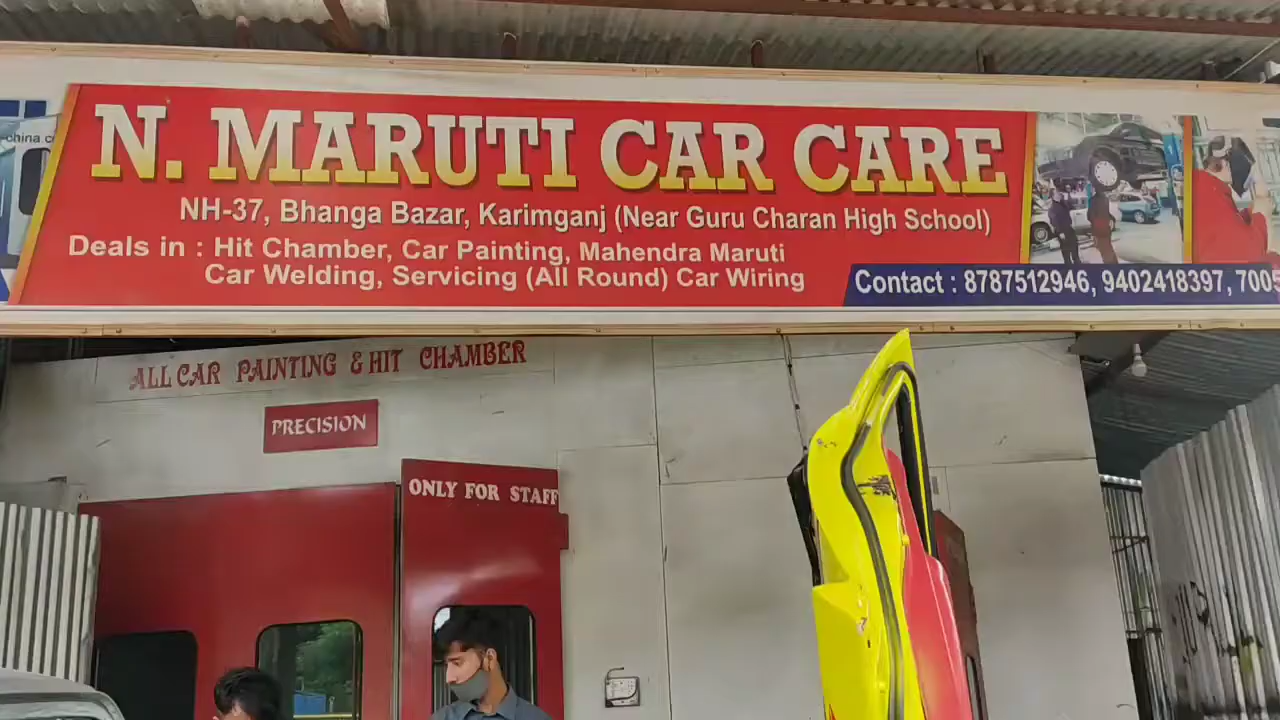 china.c
N. MARUTI CAR CARE
NH-37, Bhanga Bazar, Karimganj (Near Guru Charan High School)
Deals in : Hit Chamber, Car Painting, Mahendra Maruti
Car Welding, Servicing (All Round) Car Wiring
Contact : 8787512946, 9402418397, 7005
ALL CAR PAINTING & HIT CHAMBER
PRECISION
ONLY FOR STAFF